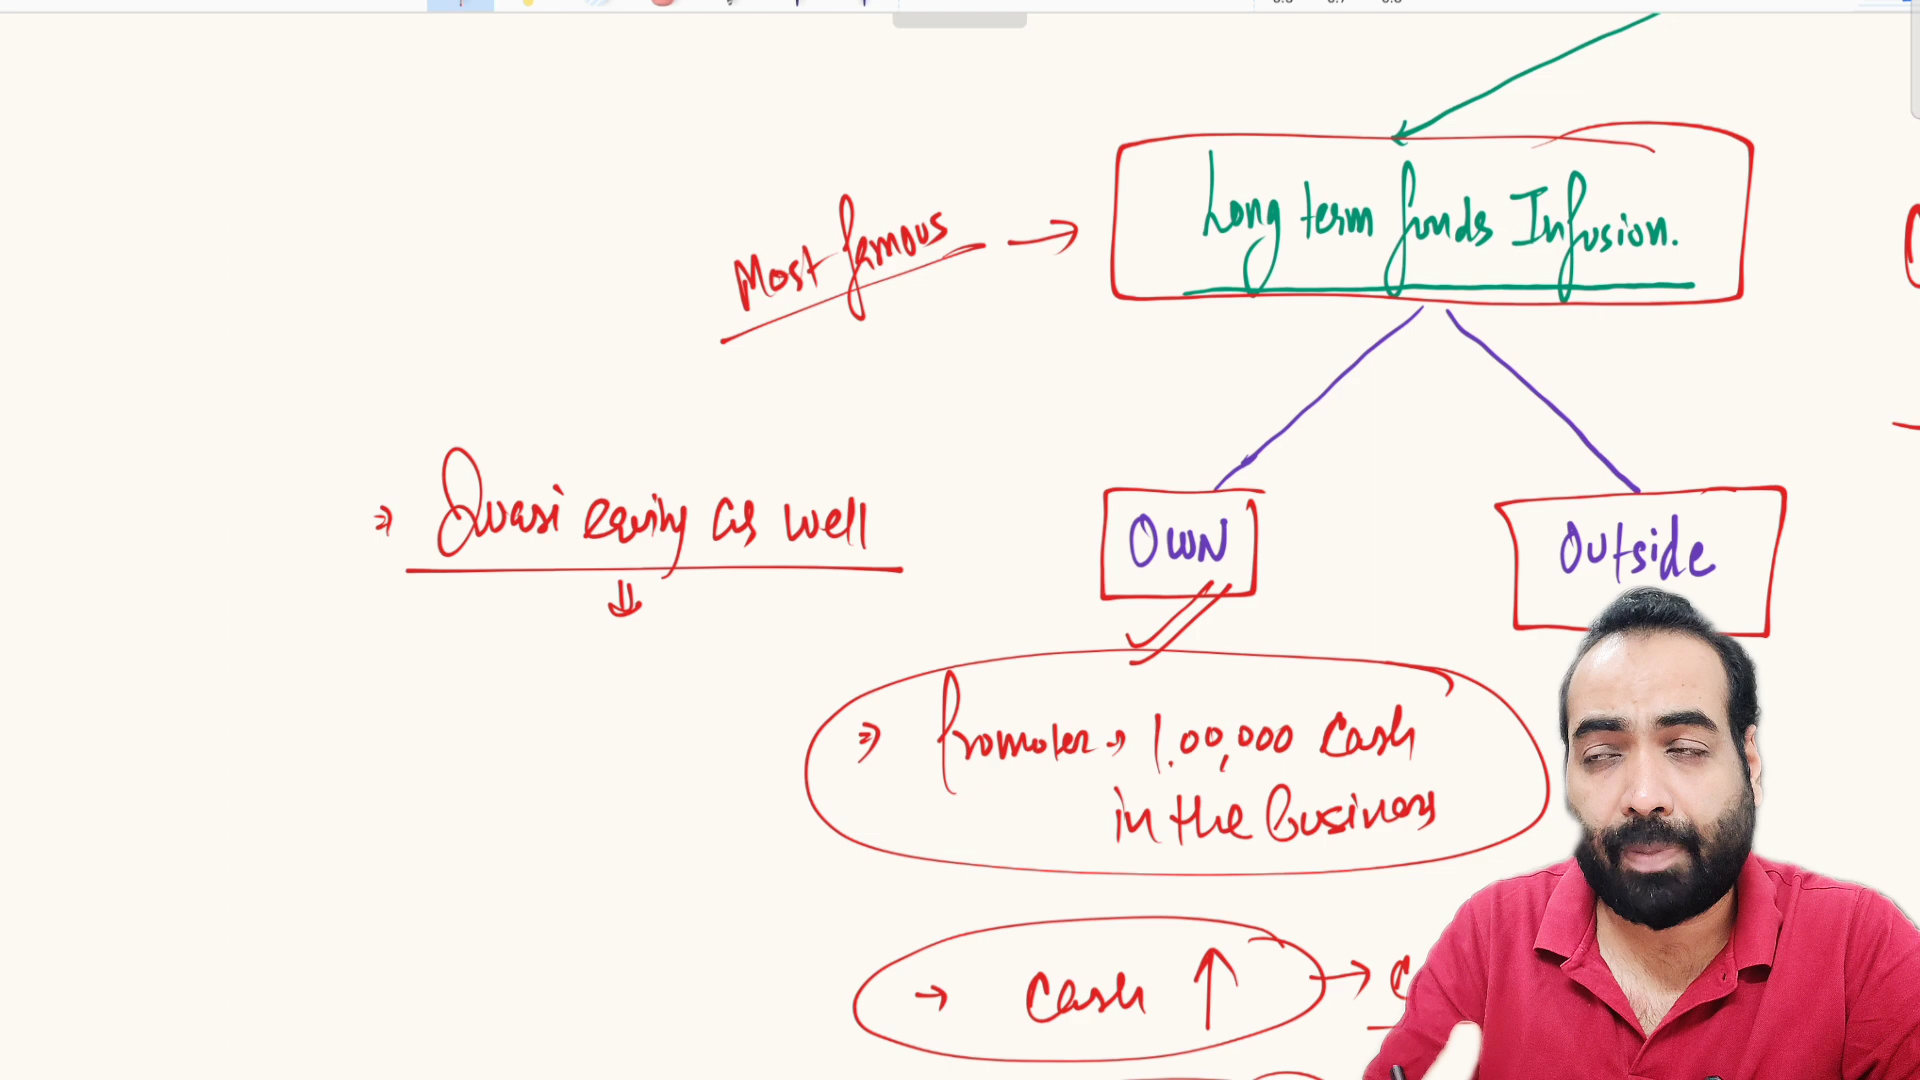 Long term funds Infusion.
Most famous →
⇒ Quasi equity as well
OWN
Outside
⇒ Promoter → 1,00,000 Cash
in the Business
→ Cash ↑ →